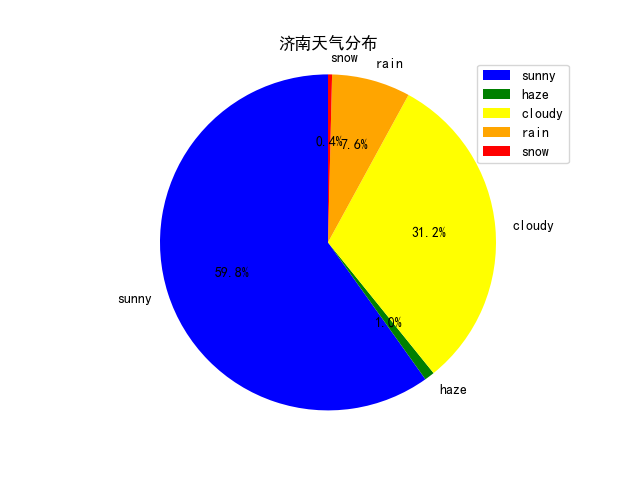 济南天气分布
snow
rain
sunny
haze
cloudy
rain
snow
0.4%
7.6%
cloudy
31.2%
59.8%
sunny
1.0%
haze